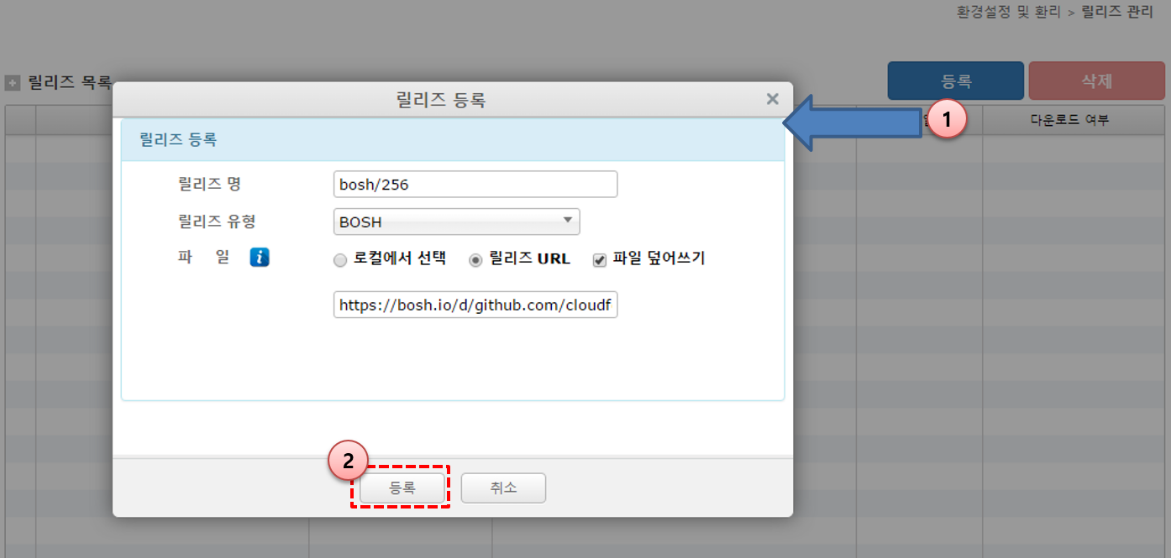 환경설정 및 환리 > 릴리즈 관리
릴리즈 목록
등록 삭제
다운로드 여부
1
릴리즈 등록
릴리즈 등록
릴리즈 명 bosh/256
릴리즈 유형 BOSH
파 일 i 로컬에서 선택 릴리즈 URL 파일 덮어쓰기
https://bosh.io/d/github.com/cloudf
2
등록 취소